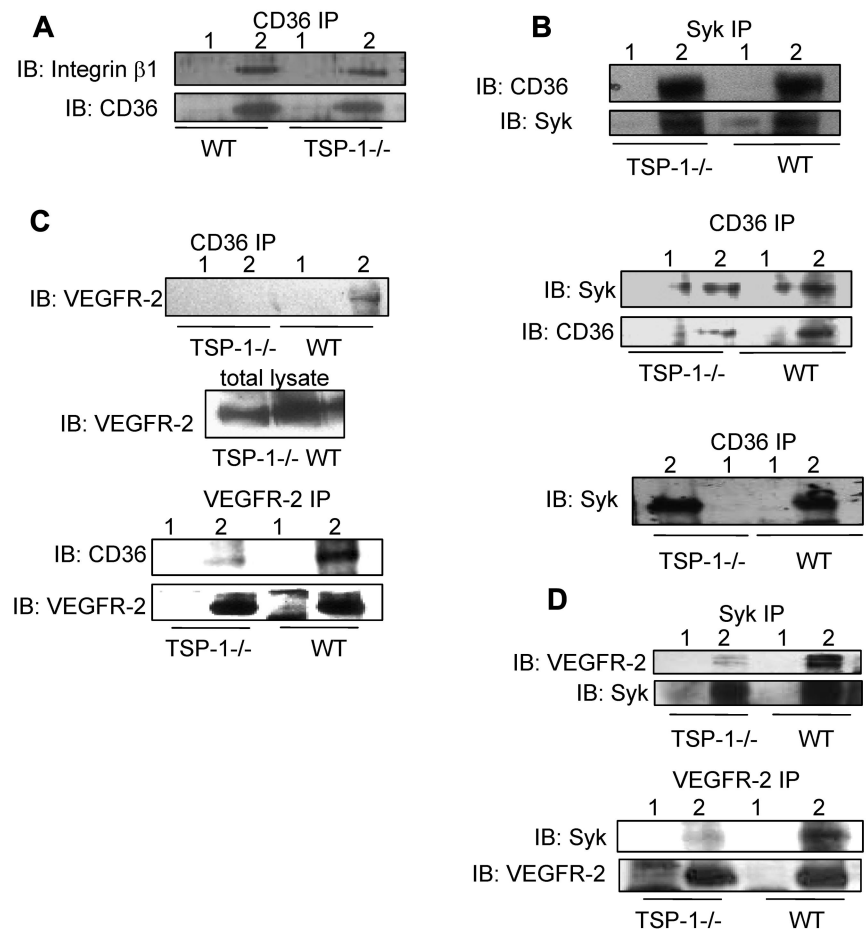 A
CD36 IP
1 2 1 2
IB: Integrin β1
IB: CD36
WT TSP-1-/-
B
Syk IP
1 2 1 2
IB: CD36
IB: Syk
TSP-1-/- WT
CD36 IP
1 2 1 2
IB: Syk
IB: CD36
TSP-1-/- WT
CD36 IP
2 1 1 2
IB: Syk
TSP-1-/- WT
C
CD36 IP
1 2 1 2
IB: VEGFR-2
TSP-1-/- WT
total lysate
IB: VEGFR-2
TSP-1-/- WT
VEGFR-2 IP
1 2 1 2
IB: CD36
IB: VEGFR-2
TSP-1-/- WT
D
Syk IP
1 2 1 2
IB: VEGFR-2
IB: Syk
TSP-1-/- WT
VEGFR-2 IP
1 2 1 2
IB: Syk
IB: VEGFR-2
TSP-1-/- WT